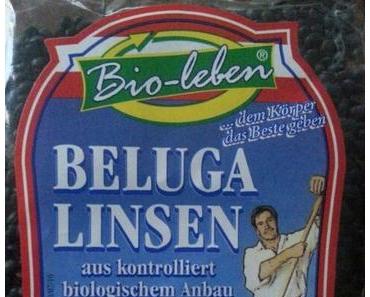 Bio-leben®
... dem Körper
das Beste geben
BELUGA
LINSEN
aus kontrolliert
biologischem Anbau